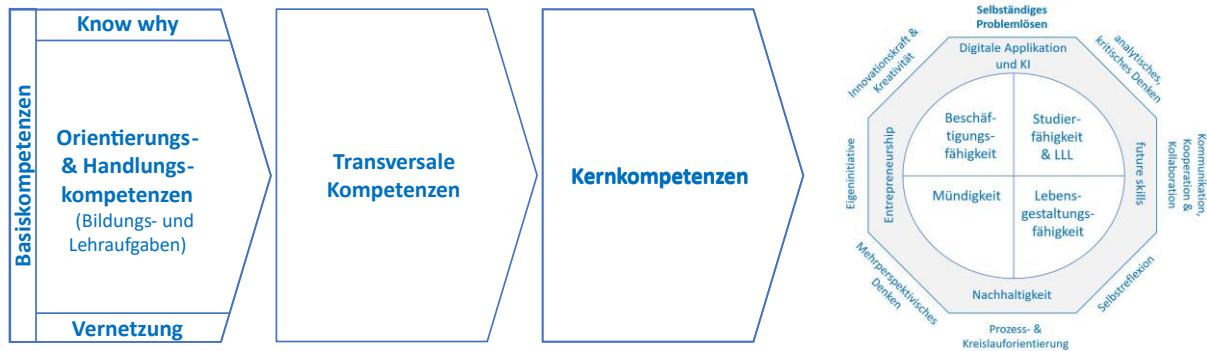 Basiskompetenzen
Know why
Orientierungs-
& Handlungs-
kompetenzen
(Bildungs- und
Lehraufgaben)
Vernetzung
Transversale
Kompetenzen
Kernkompetenzen
Selbständiges
Problemlösen
analytisches,
kritisches Denken
Kommunikation,
Kooperation &
Kollaboration
Selbstreflexion
Prozess- &
Kreislauforientierung
Mehrperspektivisches
Denken
Eigeninitiative
Innovationskraft &
Kreativität
Digitale Applikation
und KI
future skills
Nachhaltigkeit
Entrepreneurship
Beschäf-
tigungs-
fähigkeit
Studier-
fähigkeit
& LLL
Mündigkeit
Lebens-
gestaltungs-
fähigkeit